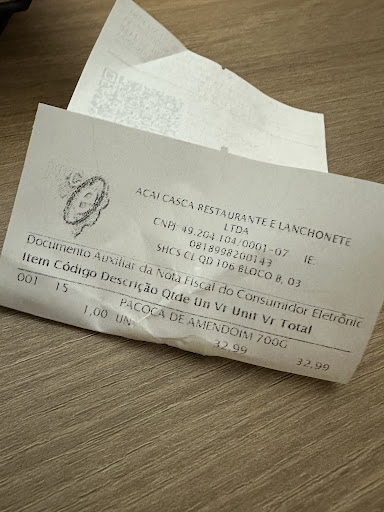 ACAI CASCA RESTAURANTE E LANCHONETE
LTDA
CNPJ 49.204.104/0001-07 IE:
0818998200143
SHCS CL QD 106 BLOCO B, 03
Documento Auxiliar da Nota Fiscal do Consumidor Eletrônic
Item Código Descrição Qtde Un Vr Unit Vr Total
001 15 PACOCA DE AMENDOIM 700G
1,00 UN 32,99 32,99